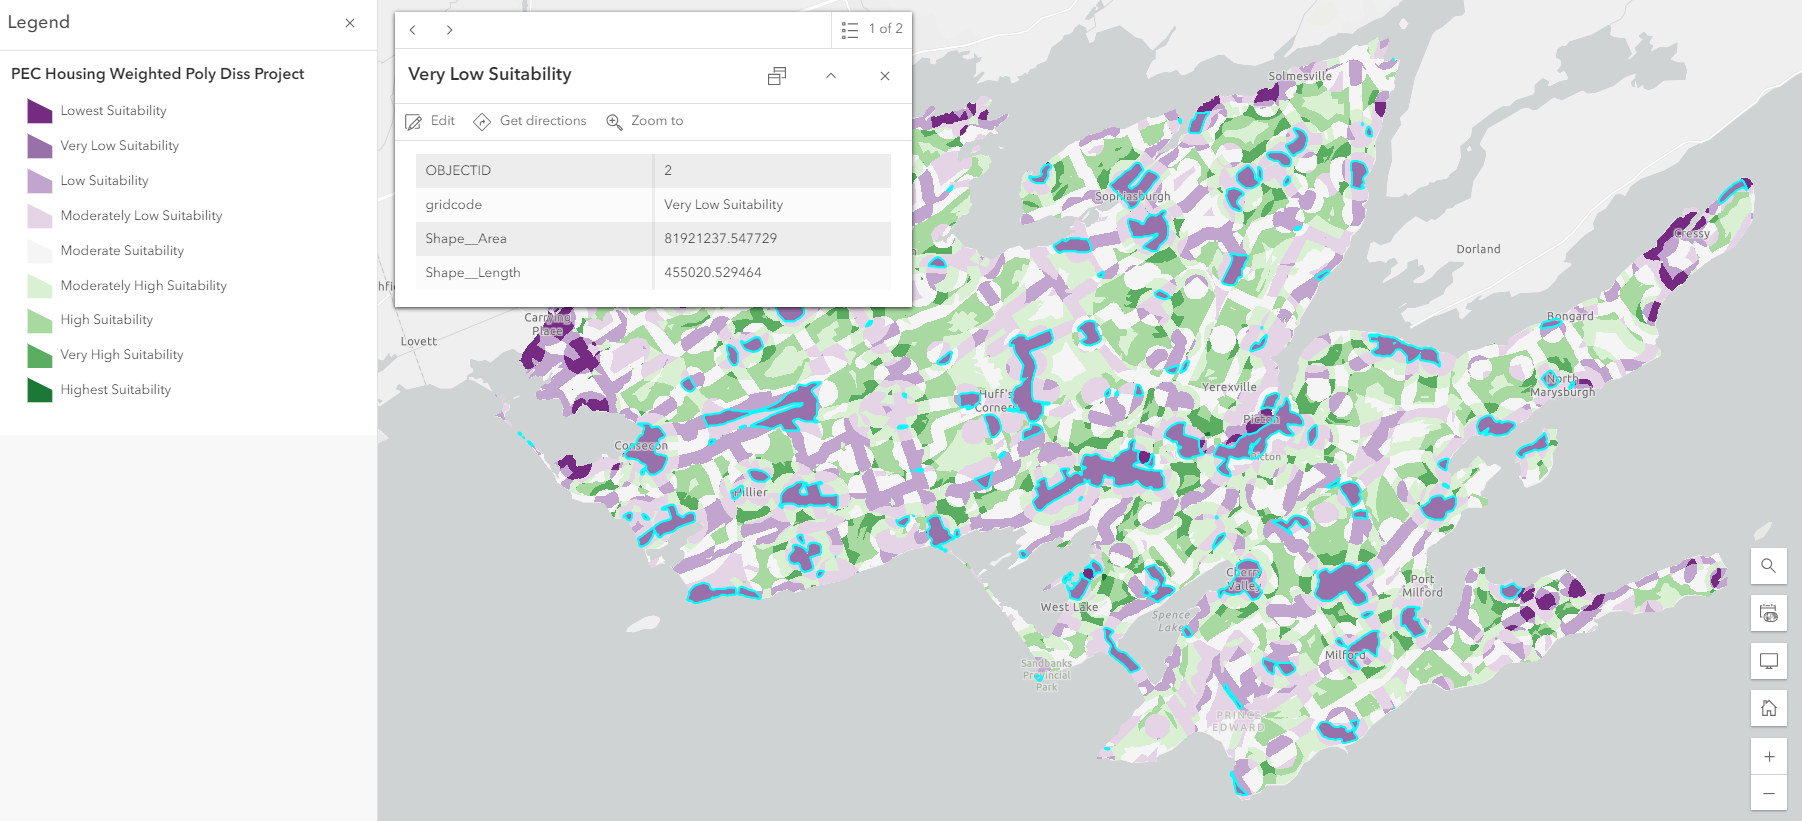 Legend
PEC Housing Weighted Poly Diss Project
Lowest Suitability
Very Low Suitability
Low Suitability
Moderately Low Suitability
Moderate Suitability
Moderately High Suitability
High Suitability
Very High Suitability
Highest Suitability
1 of 2
Very Low Suitability
Edit
Get directions
Zoom to
OBJECTID 2
gridcode Very Low Suitability
Shape__Area 81921237.547729
Shape__Length 455020.529464
Solmesville
Sophiasburgh
Cressy
Dorland
Bongard
Carrying
Place
Lovett
Yerexville
North
Marysburgh
Huff's
Corners
Picton
Consecon
Hillier
Cherry
Valley
Port
Milford
West Lake
Spence
Lake
Milford
Sandbanks
Provincial
Park
PRINCE
EDWARD